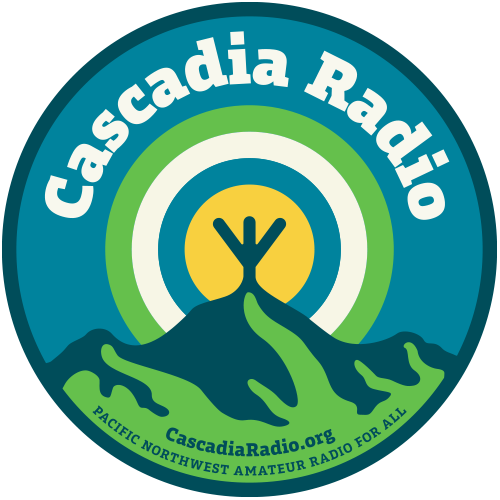 Cascadia Radio
CascadiaRadio.org
PACIFIC NORTHWEST AMATEUR RADIO FOR ALL